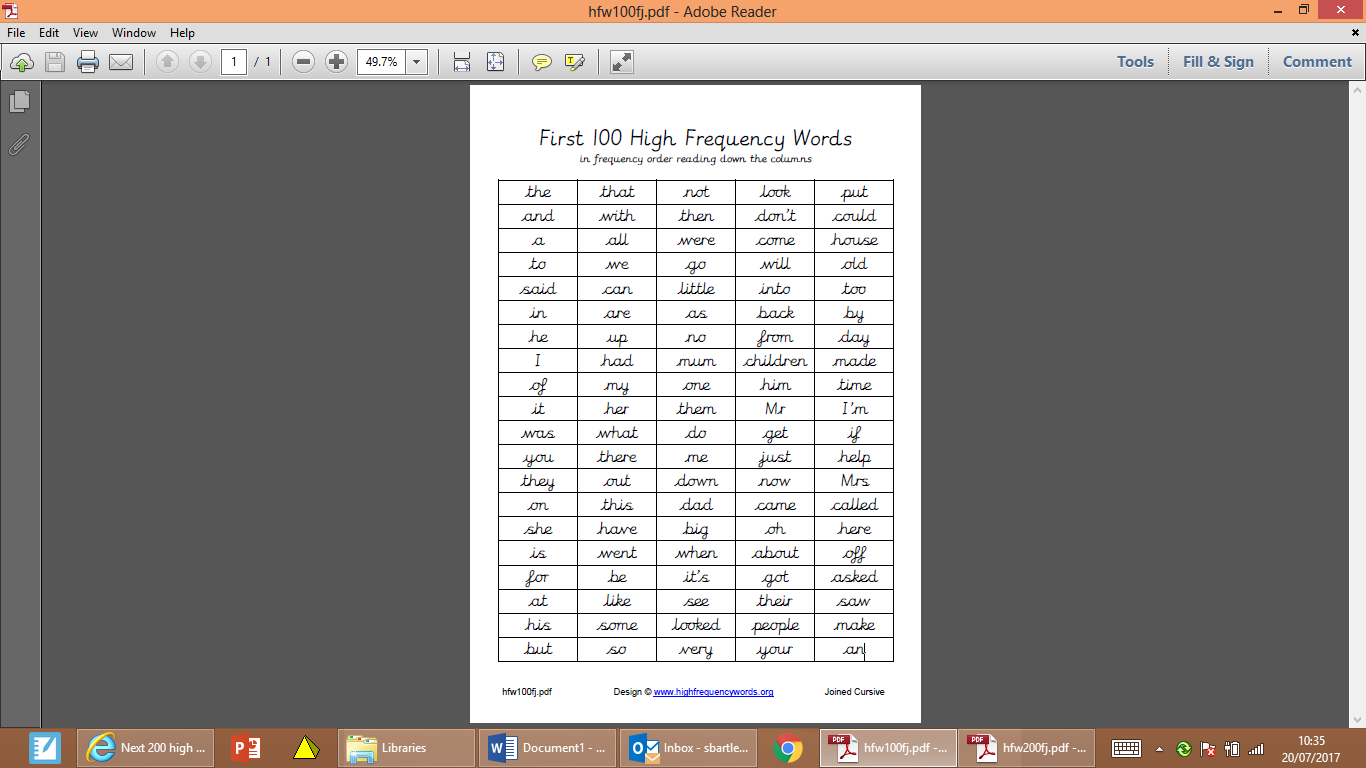 hfw100fj.pdf - Adobe Reader
File Edit View Window Help
1 / 1 49.7% Tools Fill & Sign Comment
First 100 High Frequency Words
in frequency order reading down the columns
the that not look put
and with then don't could
a all were come house
to we go will old
said can little into too
in are as back by
he up no from day
I had mum children made
of my one him time
it her them Mr I'm
was what do get if
you there me just help
they out down now Mrs
on this dad came called
she have big oh here
is went when about off
for be it's got asked
at like see their saw
his some looked people make
but so very your an
hfw100fj.pdf Design © www.highfrequencywords.org Joined Cursive
Next 200 high ... Libraries Document1 - ... Inbox - sbartle... hfw100fj.pdf -... hfw200fj.pdf -... 10:35
20/07/2017